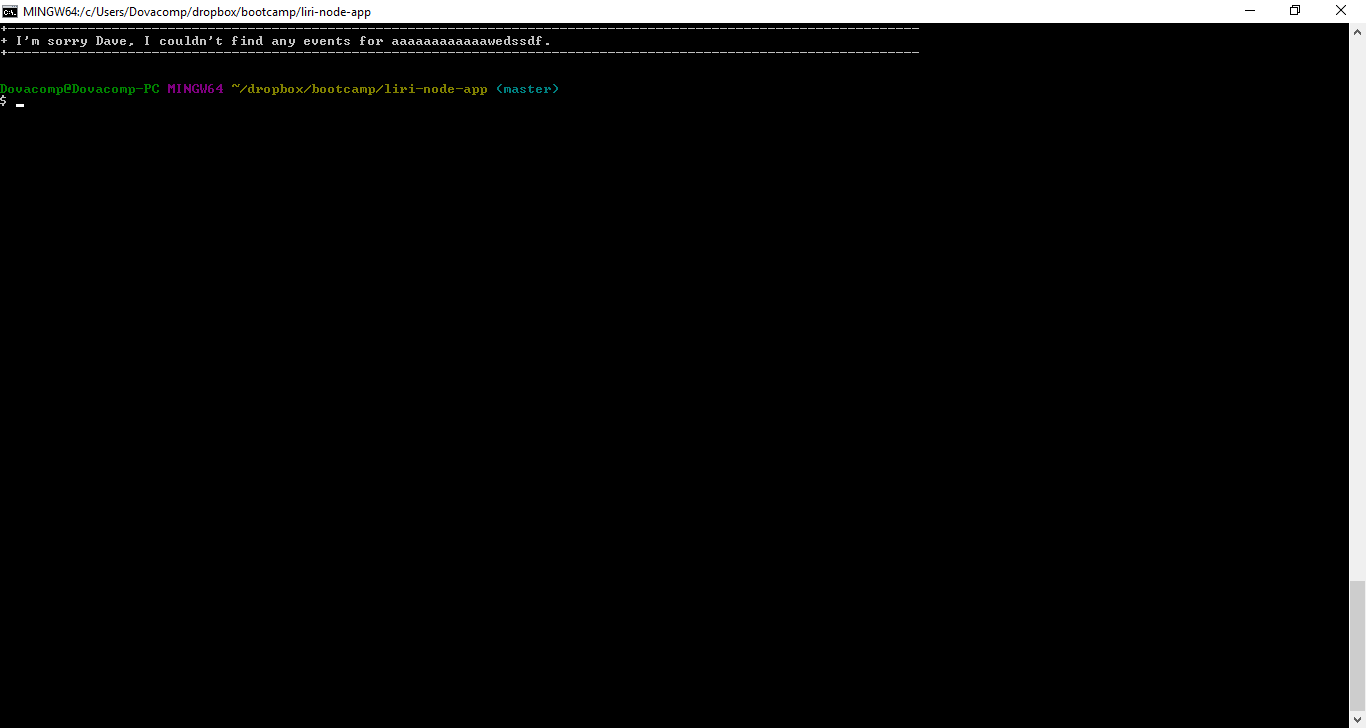 MINGW64:/c/Users/Dovacomp/dropbox/bootcamp/liri-node-app
+------------------------------------------------------------------------------------------------------------------
+ I'm sorry Dave, I couldn't find any events for aaaaaaaaaaaawedssdf.
+------------------------------------------------------------------------------------------------------------------
Dovacomp@Dovacomp-PC MINGW64 ~/dropbox/bootcamp/liri-node-app (master)
$ _